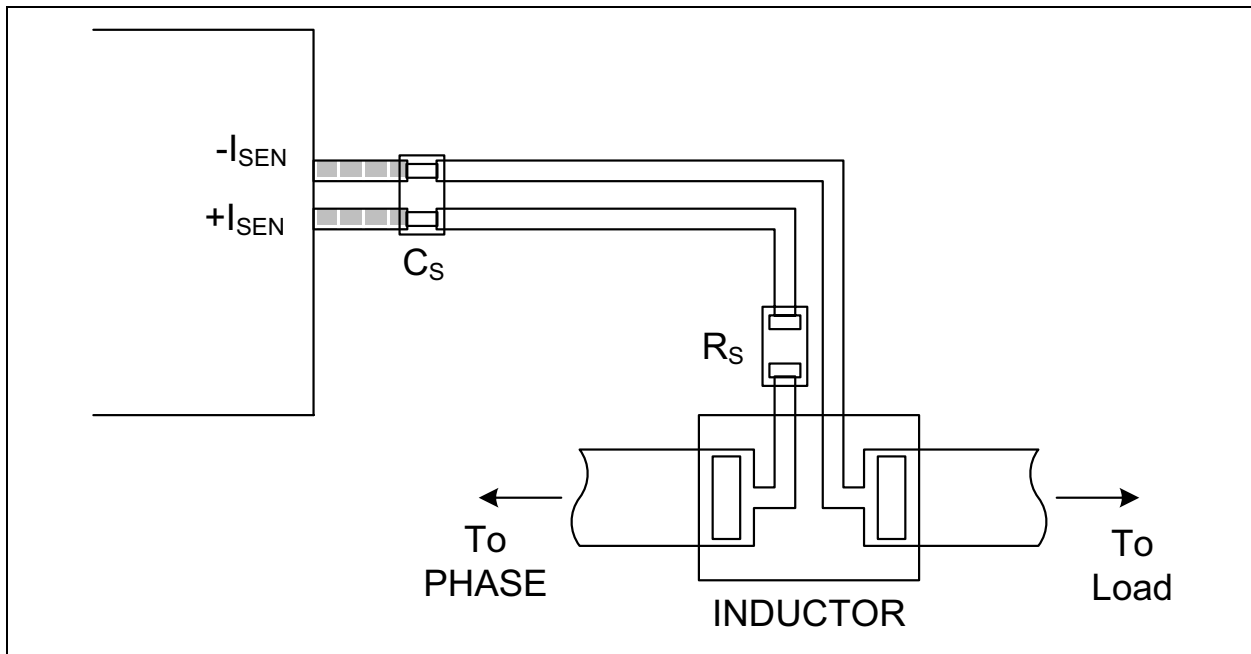 -ISEN
+ISEN
CS
RS
To
PHASE
To
Load
INDUCTOR